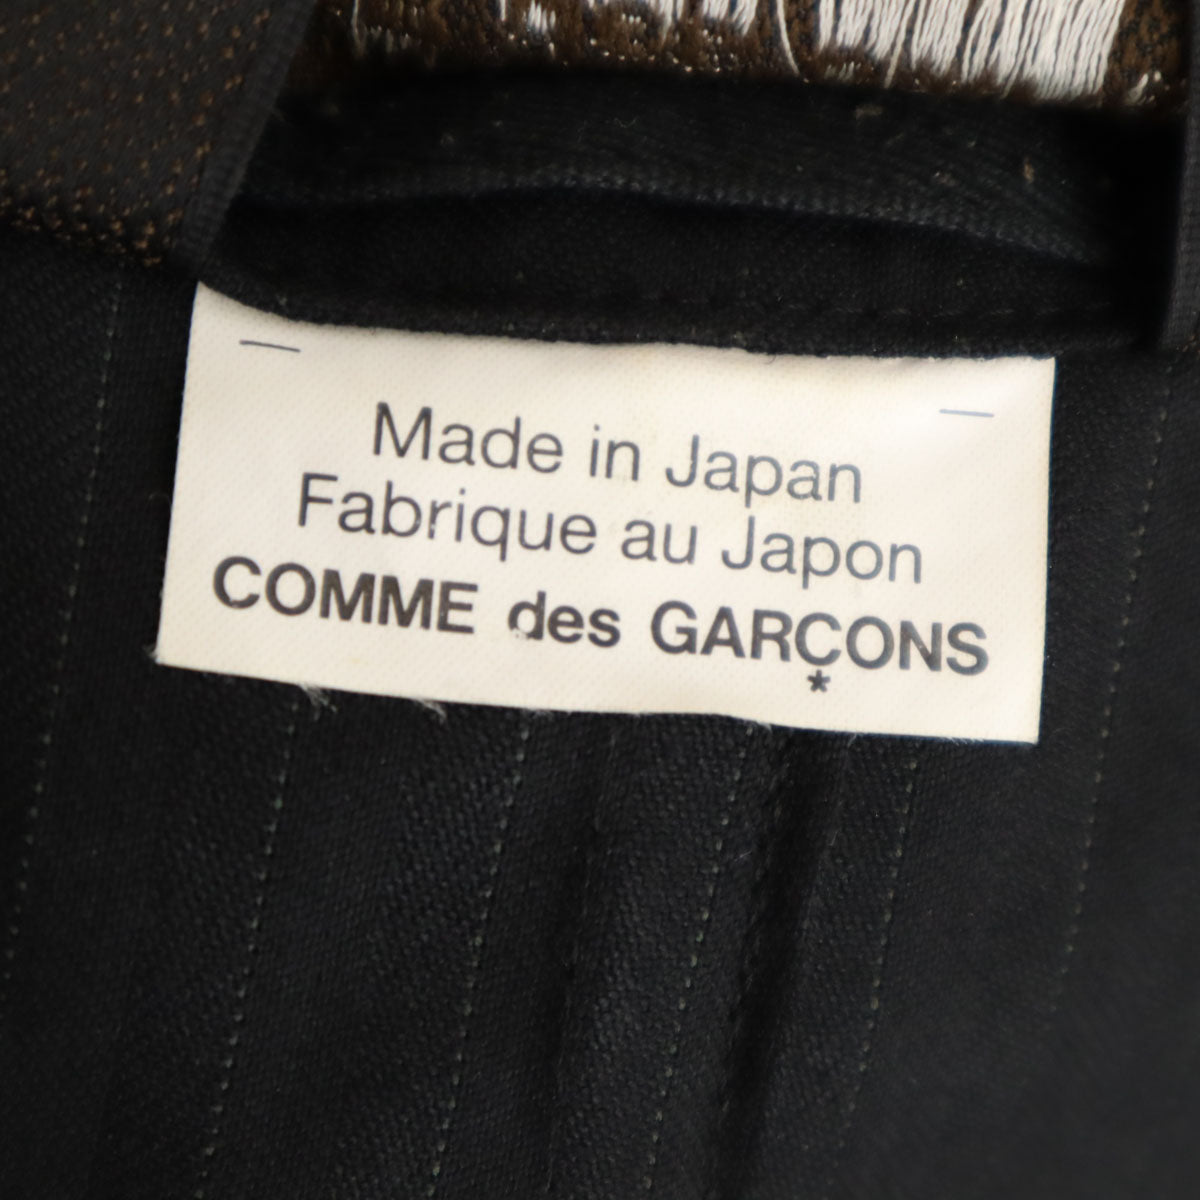 Made in Japan
Fabrique au Japon
COMME des GARÇONS
*